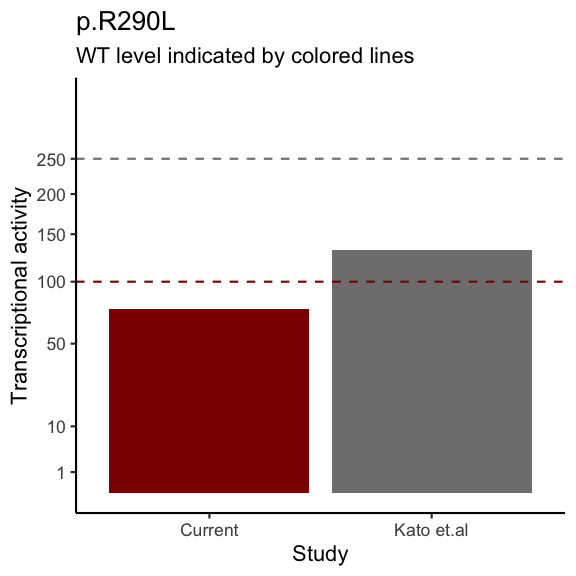 p.R290L
WT level indicated by colored lines
Transcriptional activity
250
200
150
100
50
10
1
Current
Kato et.al
Study